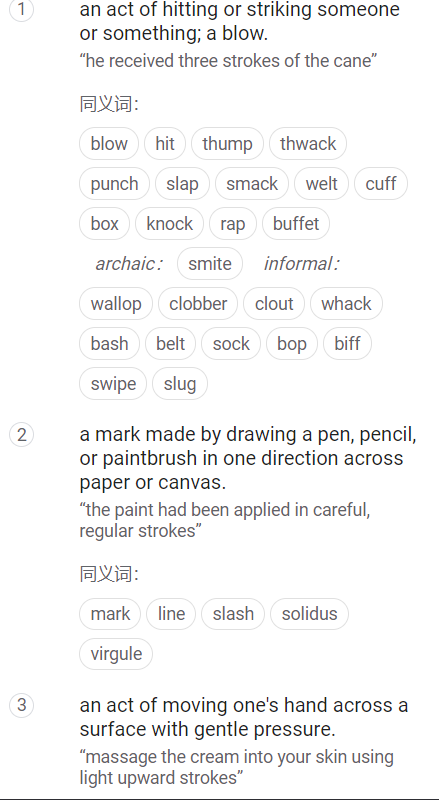 1 an act of hitting or striking someone
or something; a blow.
“he received three strokes of the cane”
同义词：
blow hit thump thwack
punch slap smack welt cuff
box knock rap buffet
archaic： smite informal：
wallop clobber clout whack
bash belt sock bop biff
swipe slug
2 a mark made by drawing a pen, pencil,
or paintbrush in one direction across
paper or canvas.
“the paint had been applied in careful,
regular strokes”
同义词：
mark line slash solidus
virgule
3 an act of moving one's hand across a
surface with gentle pressure.
“massage the cream into your skin using
light upward strokes”